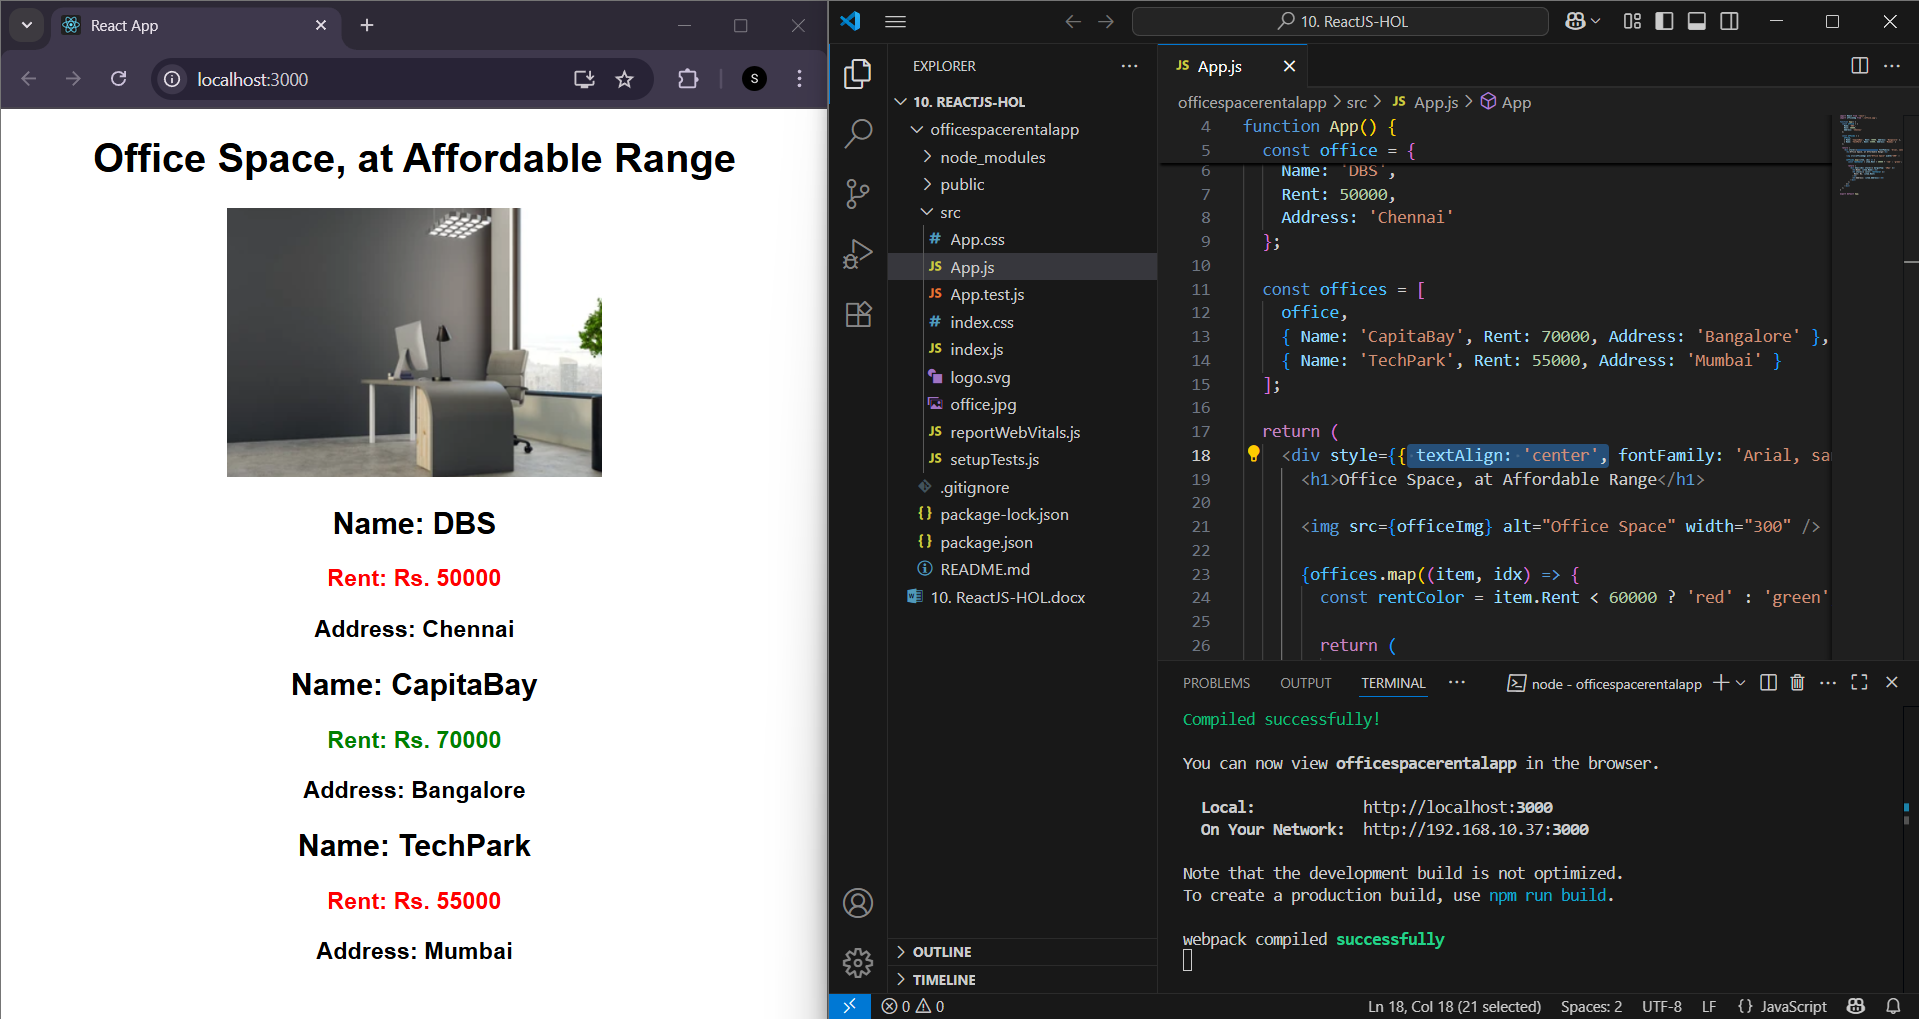 React App
localhost:3000
S
Office Space, at Affordable Range
Name: DBS
Rent: Rs. 50000
Address: Chennai
Name: CapitaBay
Rent: Rs. 70000
Address: Bangalore
Name: TechPark
Rent: Rs. 55000
Address: Mumbai
10. ReactJS-HOL
EXPLORER
10. REACTJS-HOL
officespacerentalapp
node_modules
public
src
# App.css
JS App.js
JS App.test.js
# index.css
JS index.js
logo.svg
office.jpg
JS reportWebVitals.js
JS setupTests.js
.gitignore
{} package-lock.json
{} package.json
README.md
10. ReactJS-HOL.docx
OUTLINE
TIMELINE
JS App.js
officespacerentalapp > src > JS App.js > App
4 function App() {
5 const office = {
6 Name: 'DBS',
7 Rent: 50000,
8 Address: 'Chennai'
9 };
10
11 const offices = [
12 office,
13 { Name: 'CapitaBay', Rent: 70000, Address: 'Bangalore' },
14 { Name: 'TechPark', Rent: 55000, Address: 'Mumbai' }
15 ];
16
17 return (
18 <div style={{ textAlign: 'center', fontFamily: 'Arial, sa
19 <h1>Office Space, at Affordable Range</h1>
20
21 <img src={officeImg} alt="Office Space" width="300" />
22
23 {offices.map((item, idx) => {
24 const rentColor = item.Rent < 60000 ? 'red' : 'green'
25
26 return (
PROBLEMS OUTPUT TERMINAL
node - officespacerentalapp
Compiled successfully!
You can now view officespacerentalapp in the browser.
Local: http://localhost:3000
On Your Network: http://192.168.10.37:3000
Note that the development build is not optimized.
To create a production build, use npm run build.
webpack compiled successfully
0 0
Ln 18, Col 18 (21 selected) Spaces: 2 UTF-8 LF {} JavaScript